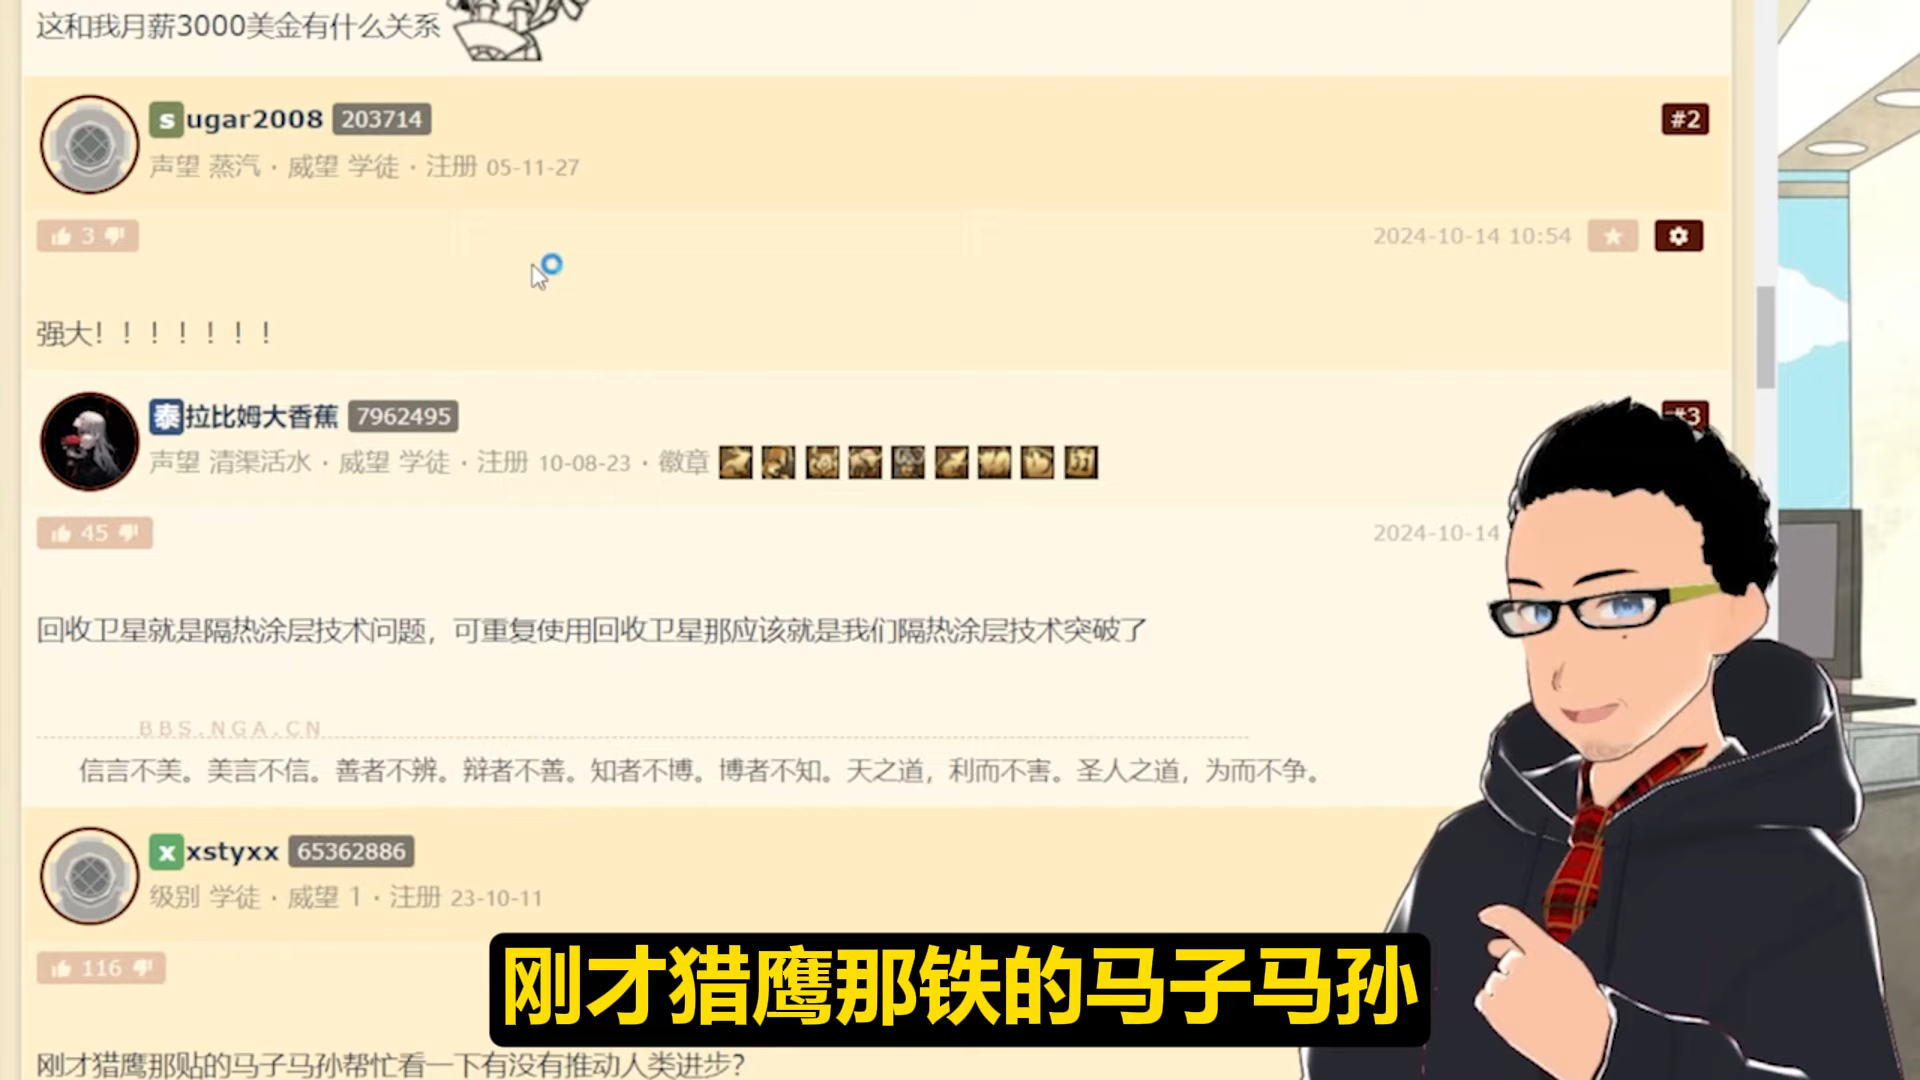 这和我月薪3000美金有什么关系
sugar2008 203714 #2
声望 蒸汽 · 威望 学徒 · 注册 05-11-27
3 2024-10-14 10:54
强大！！！！！！！
泰拉比姆大香蕉 7962495 #3
声望 清渠活水 · 威望 学徒 · 注册 10-08-23 · 徽章
45 2024-10-14
回收卫星就是隔热涂层技术问题，可重复使用回收卫星那应该就是我们隔热涂层技术突破了
BBS.NGA.CN
信言不美。美言不信。善者不辨。辩者不善。知者不博。博者不知。天之道，利而不害。圣人之道，为而不争。
xxstyxx 65362886
级别 学徒 · 威望 1 · 注册 23-10-11
116
刚才猎鹰那铁的马子马孙
刚才猎鹰那贴的马子马孙帮忙看一下有没有推动人类进步？